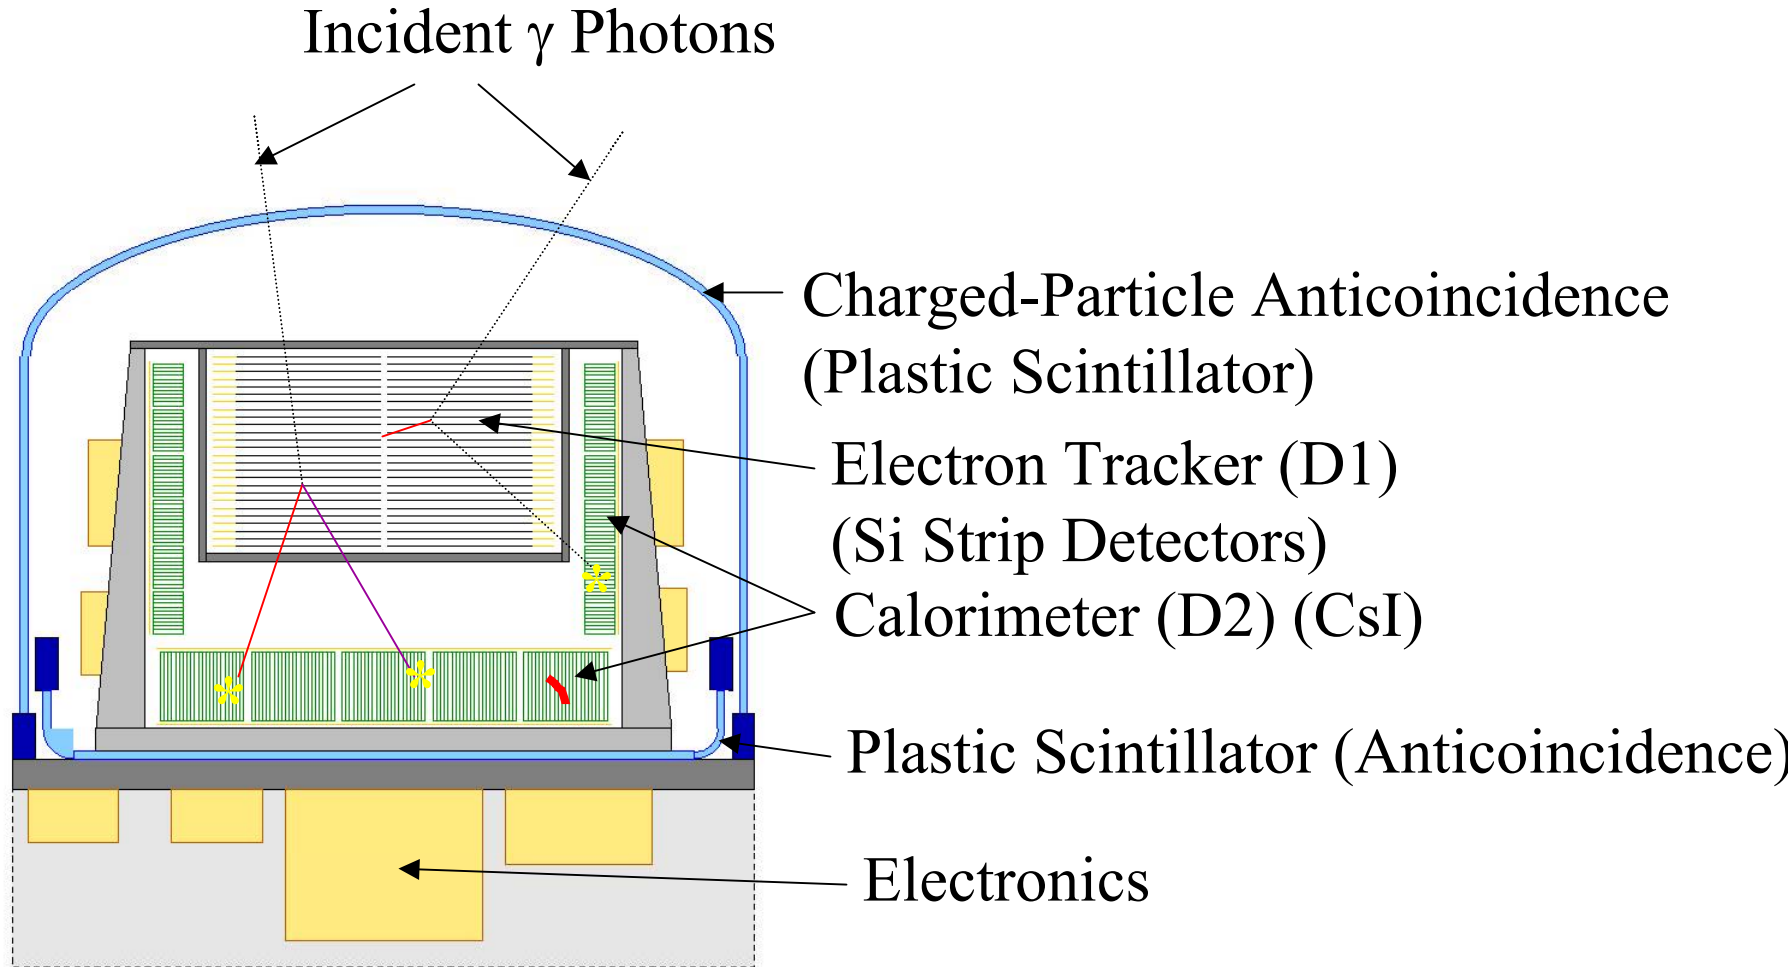 Incident γ Photons
Charged-Particle Anticoincidence
(Plastic Scintillator)
Electron Tracker (D1)
(Si Strip Detectors)
Calorimeter (D2) (CsI)
Plastic Scintillator (Anticoincidence)
Electronics